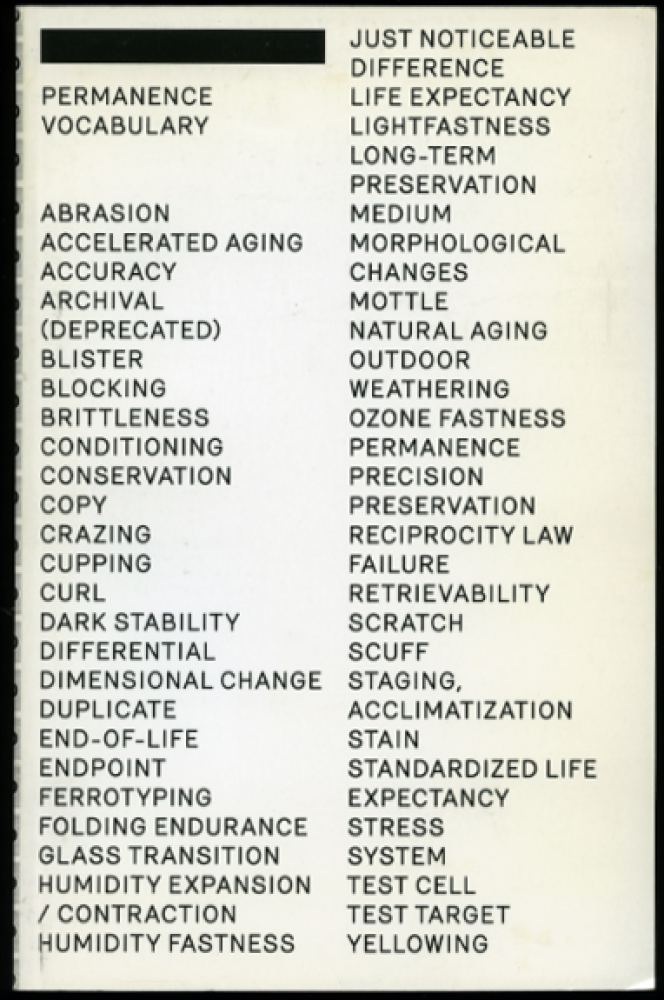 PERMANENCE
VOCABULARY
ABRASION
ACCELERATED AGING
ACCURACY
ARCHIVAL
(DEPRECATED)
BLISTER
BLOCKING
BRITTLENESS
CONDITIONING
CONSERVATION
COPY
CRAZING
CUPPING
CURL
DARK STABILITY
DIFFERENTIAL
DIMENSIONAL CHANGE
DUPLICATE
END-OF-LIFE
ENDPOINT
FERROTYPING
FOLDING ENDURANCE
GLASS TRANSITION
HUMIDITY EXPANSION
/ CONTRACTION
HUMIDITY FASTNESS
JUST NOTICEABLE
DIFFERENCE
LIFE EXPECTANCY
LIGHTFASTNESS
LONG-TERM
PRESERVATION
MEDIUM
MORPHOLOGICAL
CHANGES
MOTTLE
NATURAL AGING
OUTDOOR
WEATHERING
OZONE FASTNESS
PERMANENCE
PRECISION
PRESERVATION
RECIPROCITY LAW
FAILURE
RETRIEVABILITY
SCRATCH
SCUFF
STAGING,
ACCLIMATIZATION
STAIN
STANDARDIZED LIFE
EXPECTANCY
STRESS
SYSTEM
TEST CELL
TEST TARGET
YELLOWING